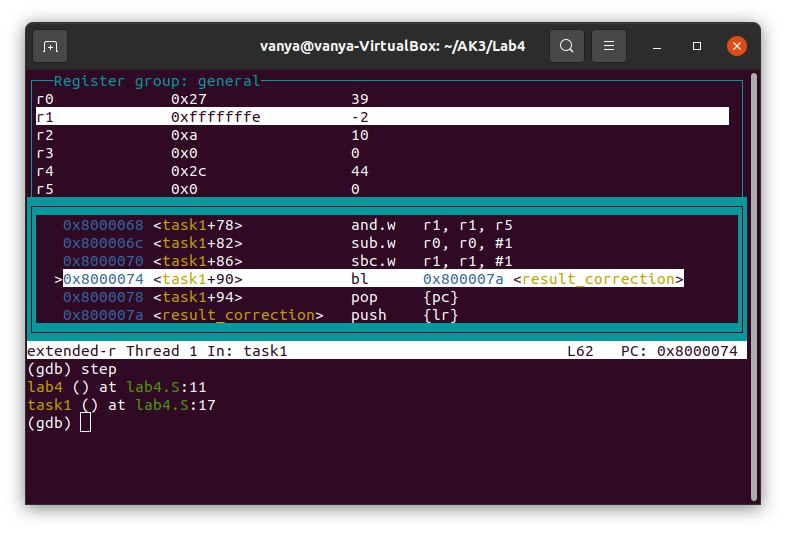 vanya@vanya-VirtualBox: ~/AK3/Lab4
Register group: general
r0 0x27 39
r1 0xfffffffe -2
r2 0xa 10
r3 0x0 0
r4 0x2c 44
r5 0x0 0
0x8000068 <task1+78> and.w r1, r1, r5
0x800006c <task1+82> sub.w r0, r0, #1
0x8000070 <task1+86> sbc.w r1, r1, #1
>0x8000074 <task1+90> bl 0x800007a <result_correction>
0x8000078 <task1+94> pop {pc}
0x800007a <result_correction> push {lr}
extended-r Thread 1 In: task1 L62 PC: 0x8000074
(gdb) step
lab4 () at lab4.S:11
task1 () at lab4.S:17
(gdb)